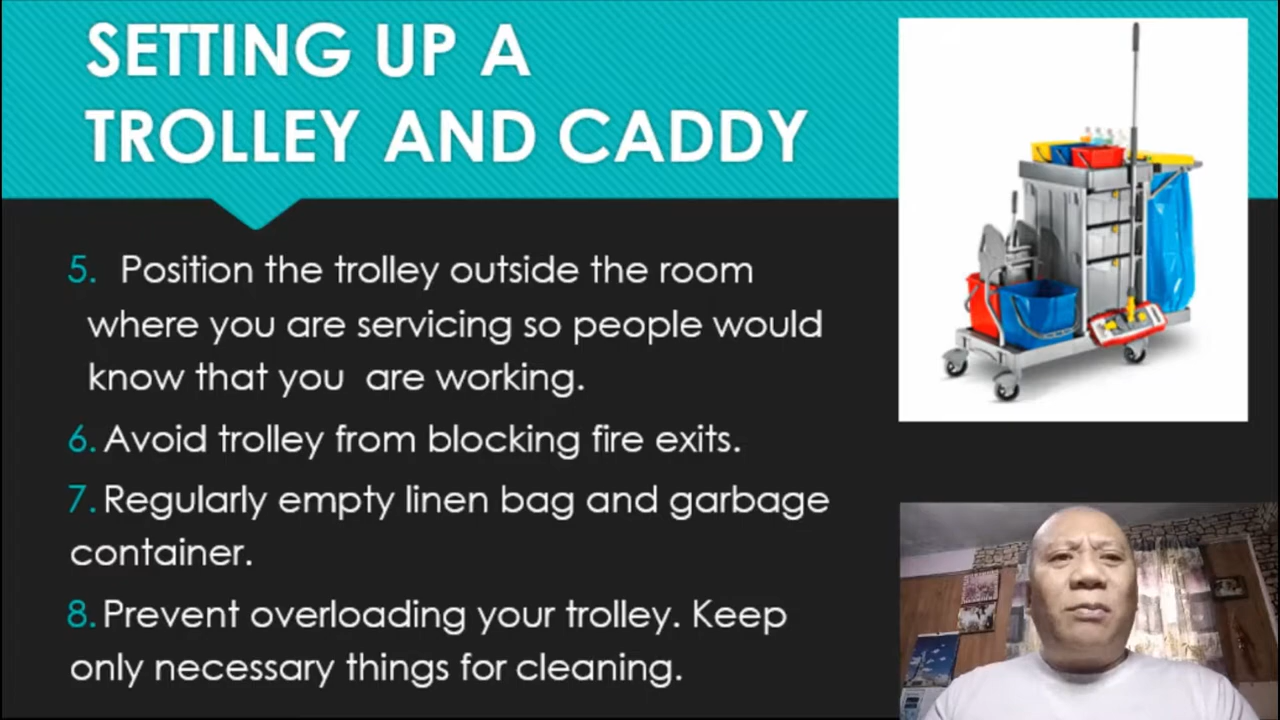 SETTING UP A
TROLLEY AND CADDY
5. Position the trolley outside the room
where you are servicing so people would
know that you are working.
6. Avoid trolley from blocking fire exits.
7. Regularly empty linen bag and garbage
container.
8. Prevent overloading your trolley. Keep
only necessary things for cleaning.